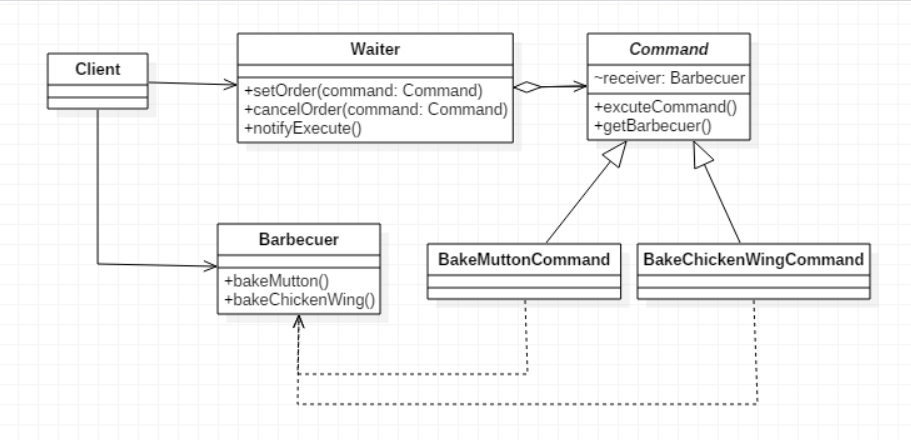 Client
Waiter
+setOrder(command: Command)
+cancelOrder(command: Command)
+notifyExecute()
Command
~receiver: Barbecuer
+excuteCommand()
+getBarbecuer()
Barbecuer
+bakeMutton()
+bakeChickenWing()
BakeMuttonCommand
BakeChickenWingCommand